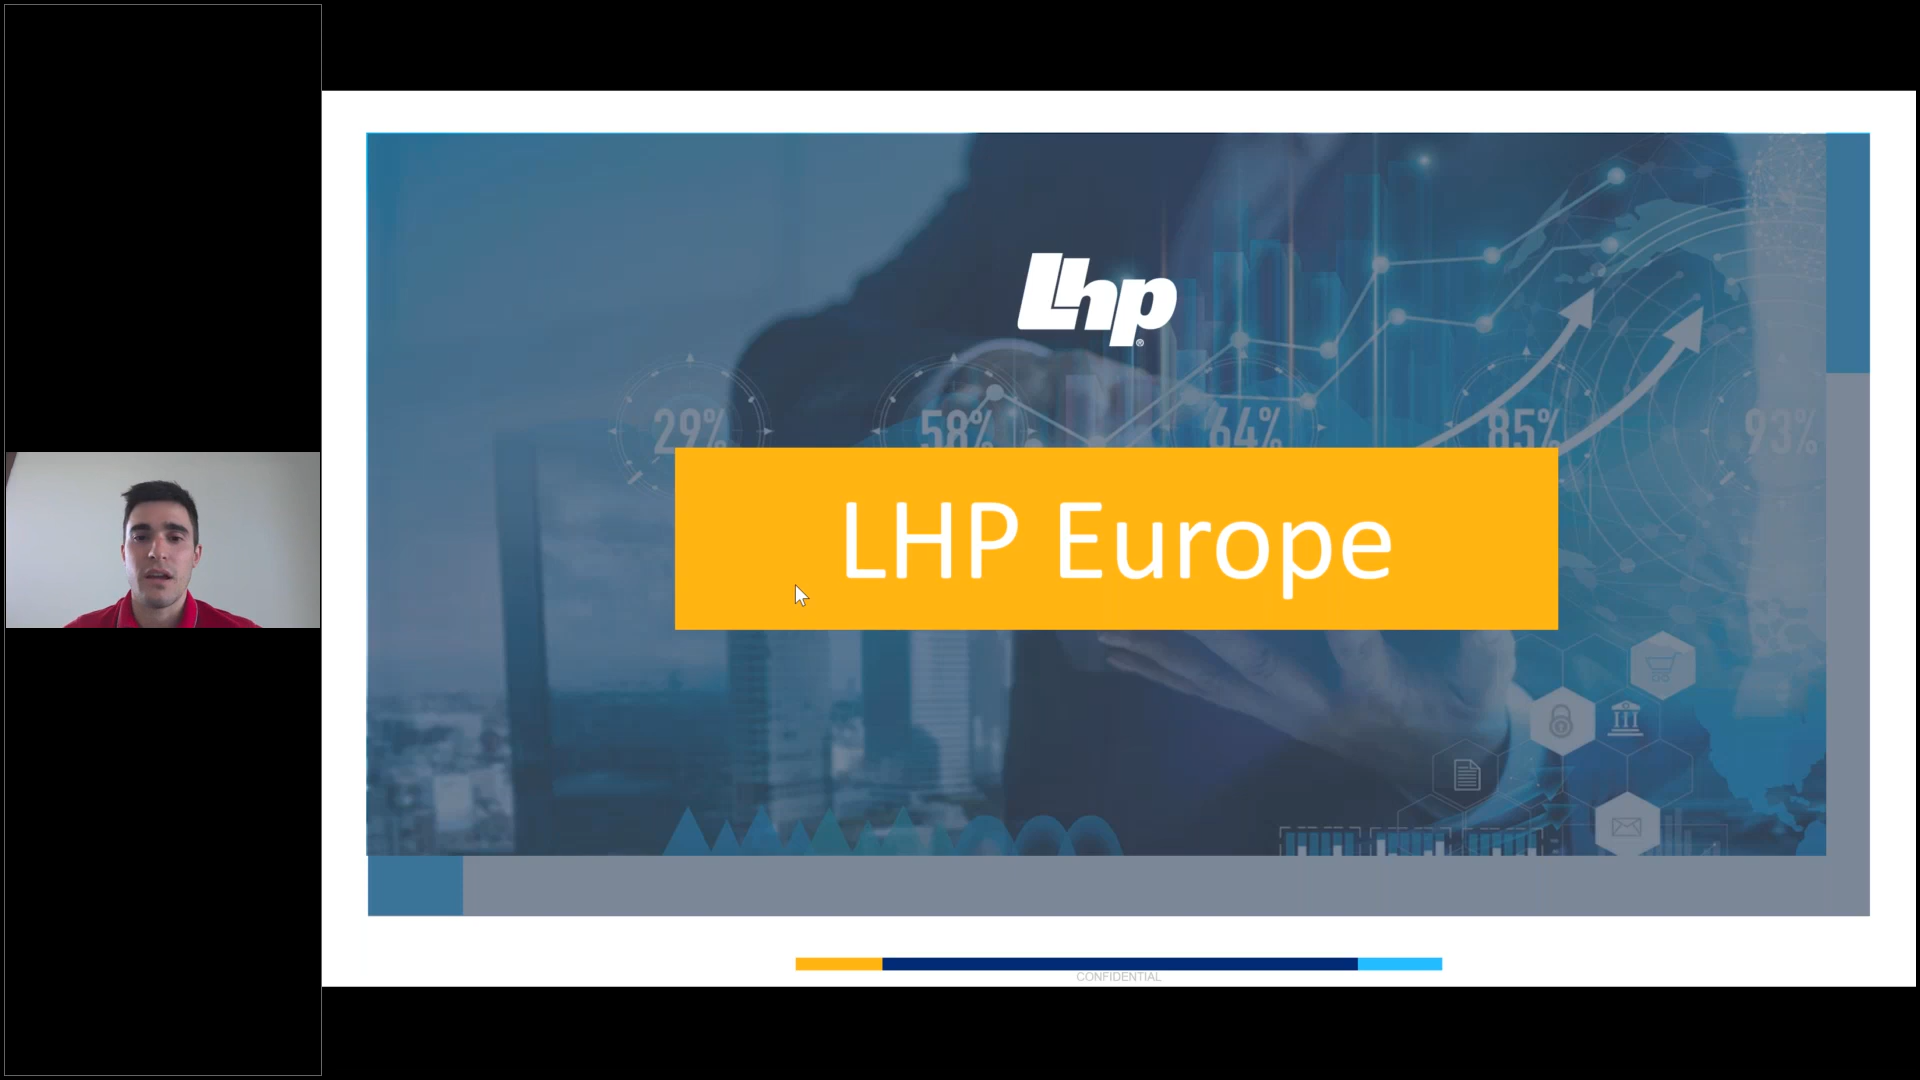 Lhp
®
29% 58% 64% 85% 93%
LHP Europe
CONFIDENTIAL